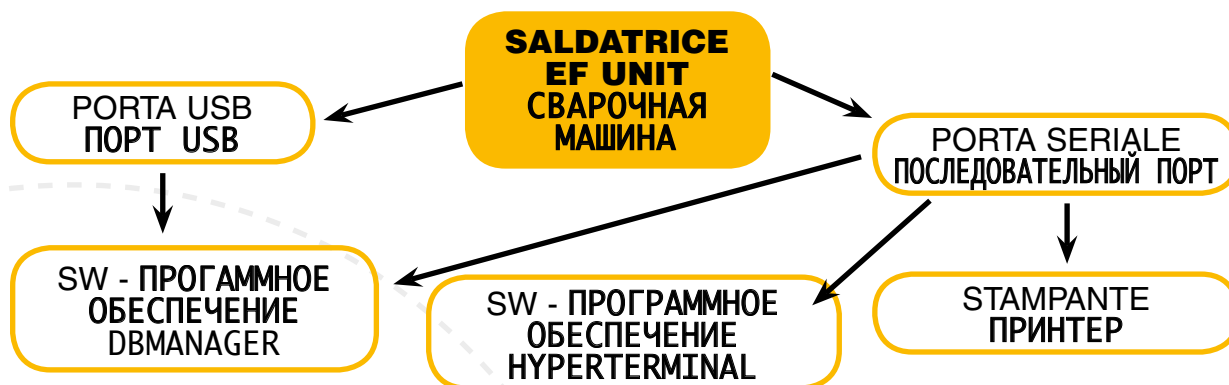 SALDATRICE
EF UNIT
СВАРОЧНАЯ
МАШИНА
PORTA USB
ПОРТ USB
PORTA SERIALE
ПОСЛЕДОВАТЕЛЬНЫЙ ПОРТ
SW - ПРОГАММНОЕ
ОБЕСПЕЧЕНИЕ
DBMANAGER
SW - ПРОГРАММНОЕ
ОБЕСПЕЧЕНИЕ
HYPERTERMINAL
STAMPANTE
ПРИНТЕР